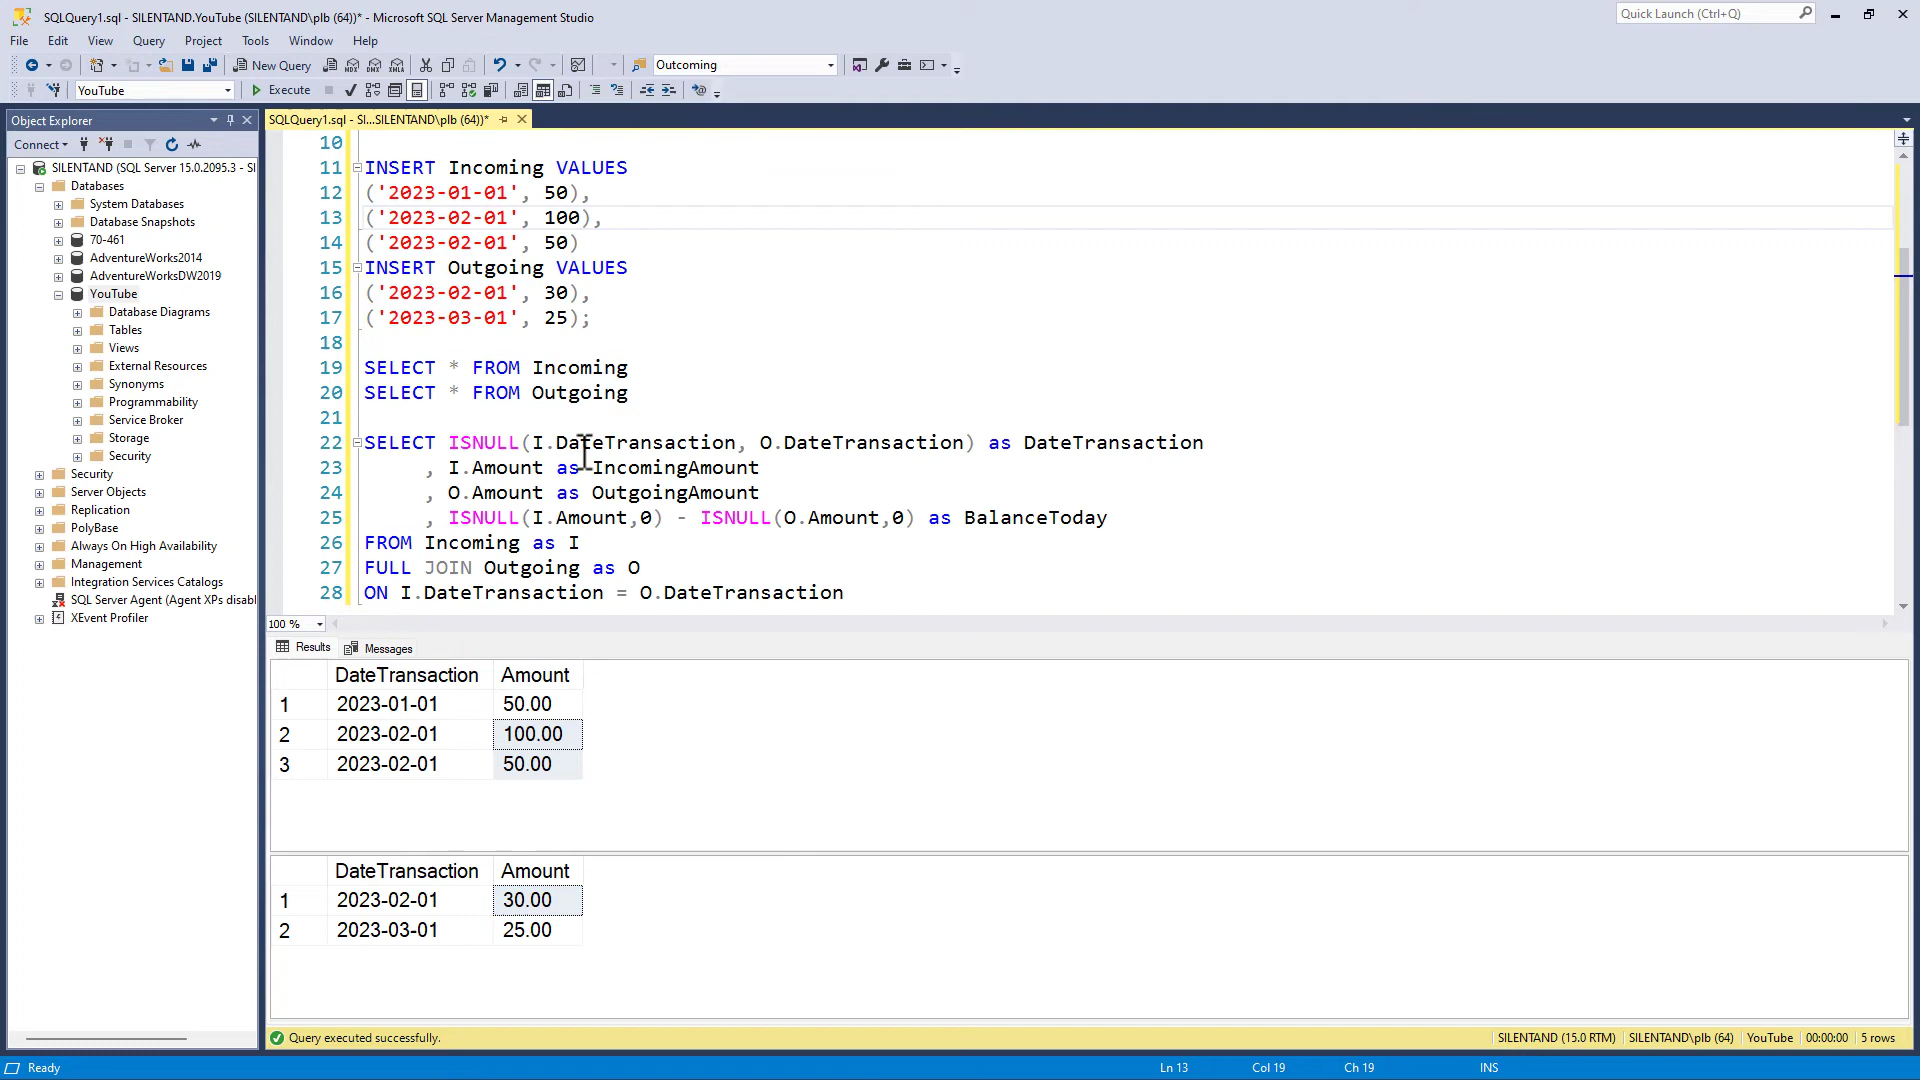 SQLQuery1.sql - SILENTAND.YouTube (SILENTAND\plb (64))* - Microsoft SQL Server Management Studio
Quick Launch (Ctrl+Q)
File Edit View Query Project Tools Window Help
New Query
MDX DMX XMLA
Outcoming
YouTube
Execute
Object Explorer
SQLQuery1.sql - SI...SILENTAND\plb (64))*
Connect
SILENTAND (SQL Server 15.0.2095.3 - SI
Databases
System Databases
Database Snapshots
70-461
AdventureWorks2014
AdventureWorksDW2019
YouTube
Database Diagrams
Tables
Views
External Resources
Synonyms
Programmability
Service Broker
Storage
Security
Security
Server Objects
Replication
PolyBase
Always On High Availability
Management
Integration Services Catalogs
SQL Server Agent (Agent XPs disabl
XEvent Profiler
10
11 INSERT Incoming VALUES
12 ('2023-01-01', 50),
13 ('2023-02-01', 100),
14 ('2023-02-01', 50)
15 INSERT Outgoing VALUES
16 ('2023-02-01', 30),
17 ('2023-03-01', 25);
18
19 SELECT * FROM Incoming
20 SELECT * FROM Outgoing
21
22 SELECT ISNULL(I.DateTransaction, O.DateTransaction) as DateTransaction
23 , I.Amount as IncomingAmount
24 , O.Amount as OutgoingAmount
25 , ISNULL(I.Amount,0) - ISNULL(O.Amount,0) as BalanceToday
26 FROM Incoming as I
27 FULL JOIN Outgoing as O
28 ON I.DateTransaction = O.DateTransaction
100 %
Results Messages
DateTransaction Amount
1 2023-01-01 50.00
2 2023-02-01 100.00
3 2023-02-01 50.00
DateTransaction Amount
1 2023-02-01 30.00
2 2023-03-01 25.00
Query executed successfully.
SILENTAND (15.0 RTM) SILENTAND\plb (64) YouTube 00:00:00 5 rows
Ready
Ln 13 Col 19 Ch 19 INS